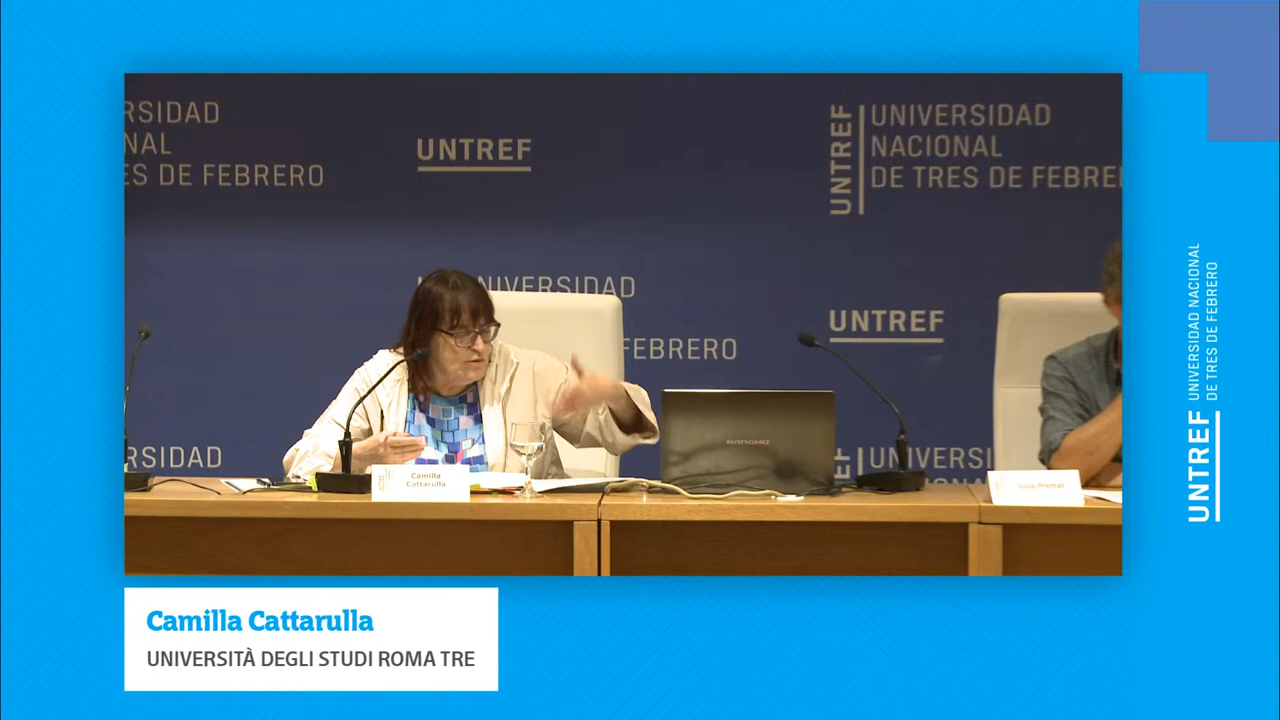 RSIDAD
NAL
ES DE FEBRERO
UNTREF
UNTREF
UNIVERSIDAD
NACIONAL
DE TRES DE FEBRE
UNIVERSIDAD
FEBRERO
UNTREF
RSIDAD
UNIVERSI
BANGHO
Camilla
Cattarulla
Julio Premat
UNTREF
UNIVERSIDAD NACIONAL
DE TRES DE FEBRERO
Camilla Cattarulla
UNIVERSITÀ DEGLI STUDI ROMA TRE